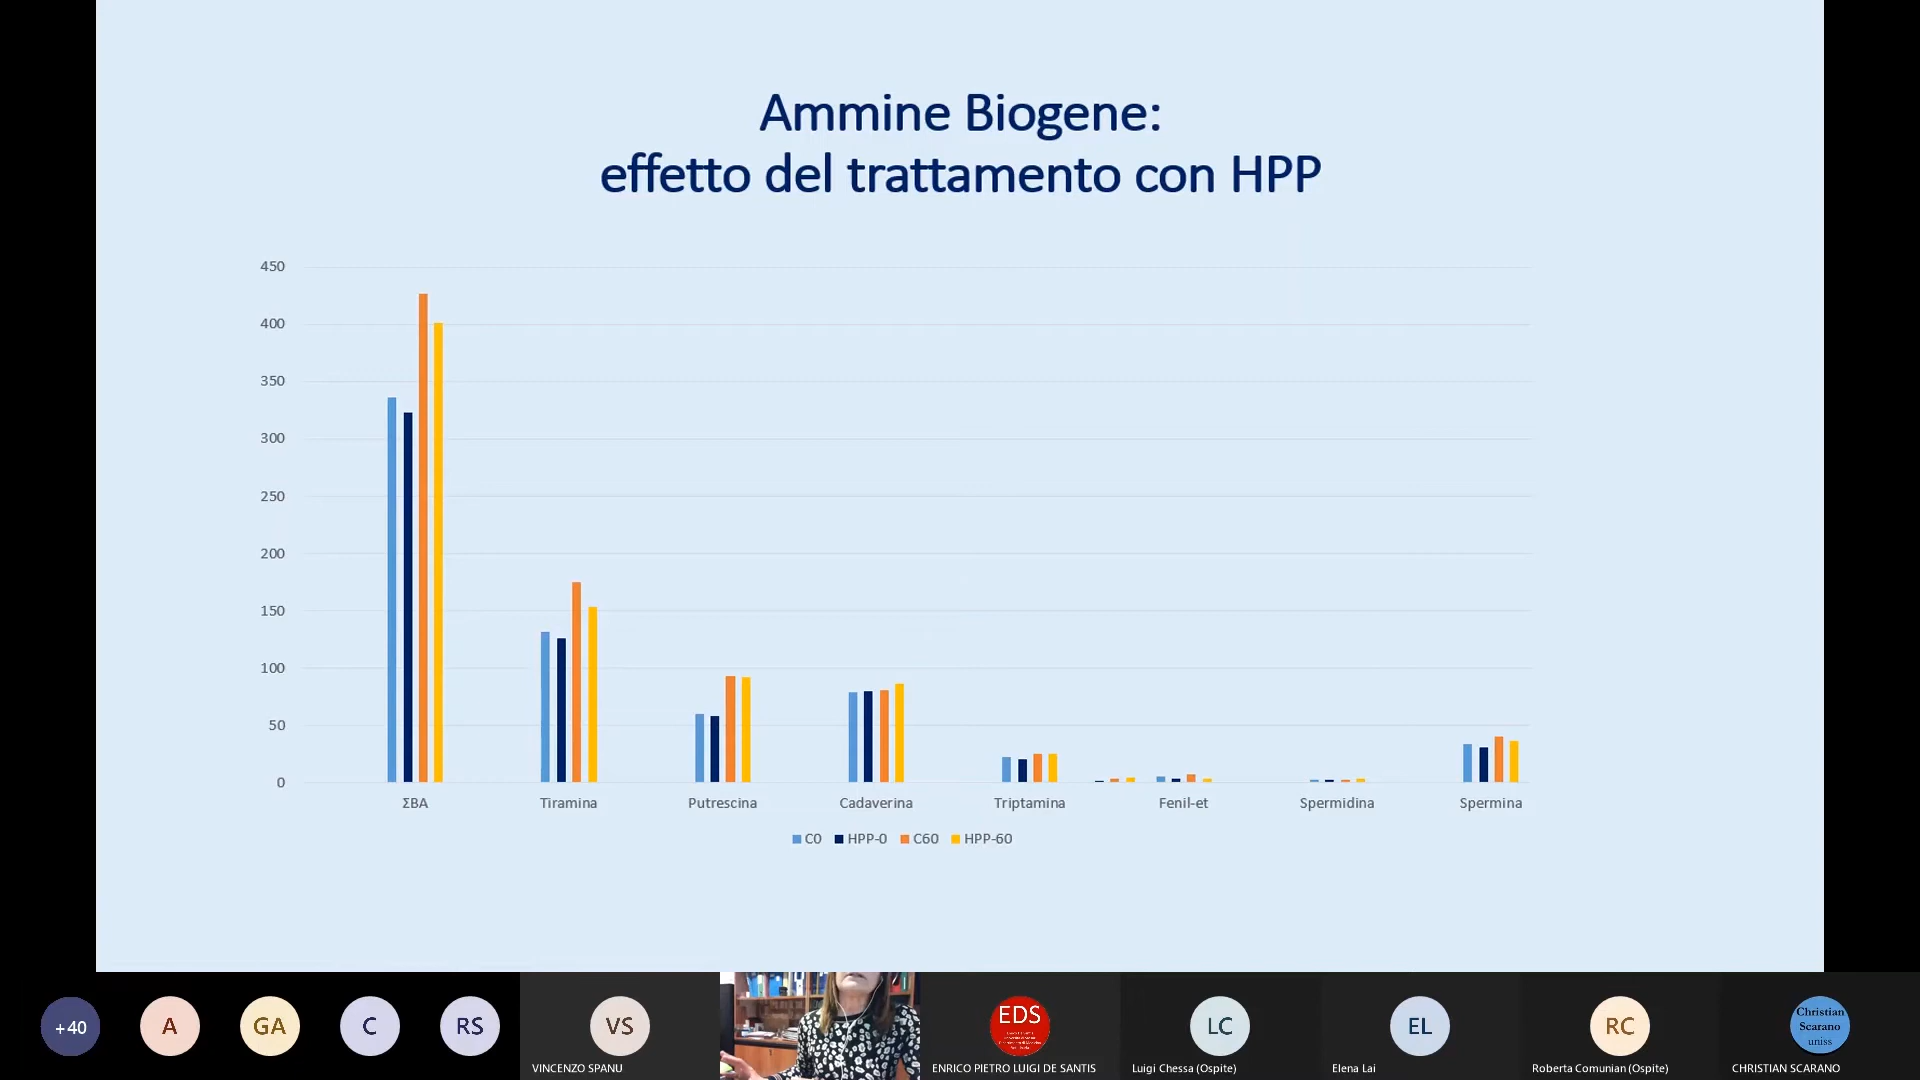 Ammine Biogene:
effetto del trattamento con HPP
450
400
350
300
250
200
150
100
50
0
ΣBA Tiramina Putrescina Cadaverina Triptamina Fenil-et Spermidina Spermina
C0 HPP-0 C60 HPP-60
+40 A GA C RS VS EDS LC EL RC Christian
Scarano
uniss
VINCENZO SPANU ENRICO PIETRO LUIGI DE SANTIS Luigi Chessa (Ospite) Elena Lai Roberta Comunian (Ospite) CHRISTIAN SCARANO